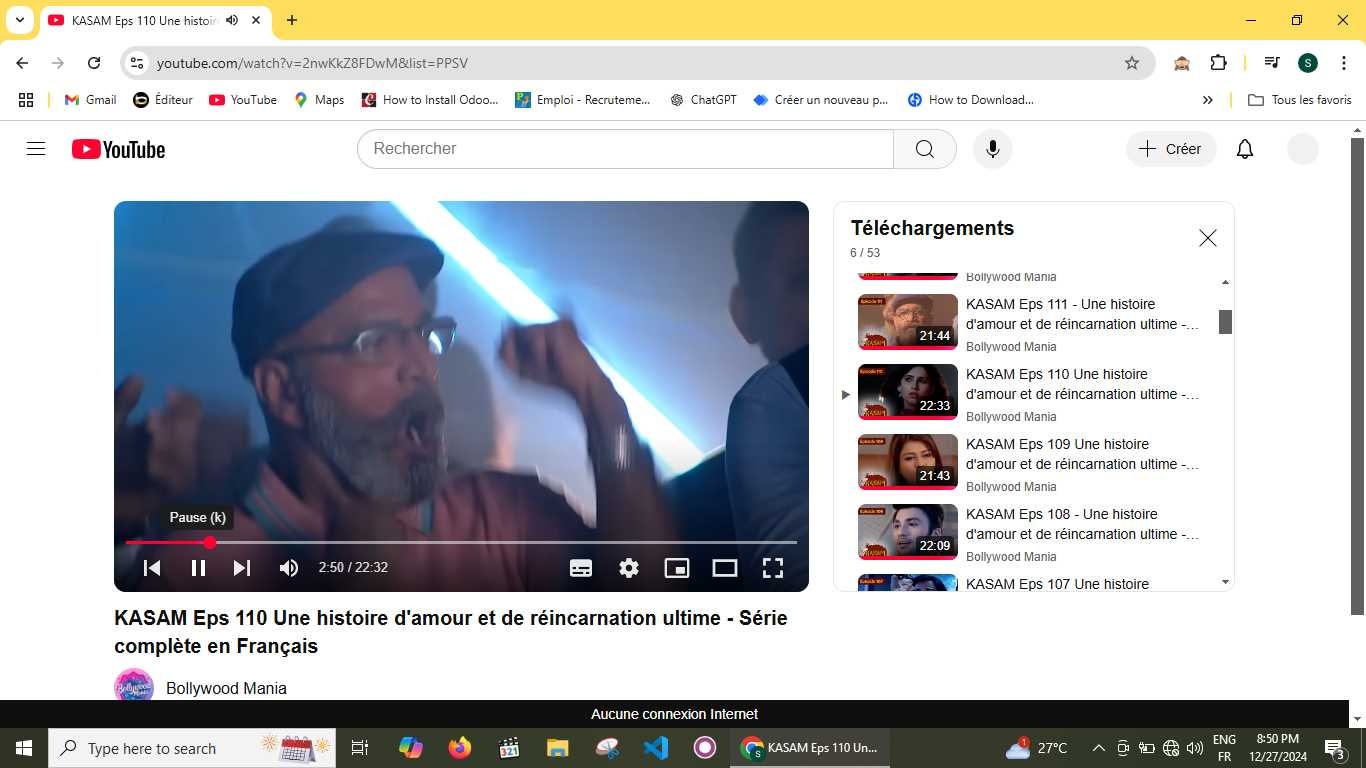 KASAM Eps 110 Une histoir
youtube.com/watch?v=2nwKkZ8FDwM&list=PPSV
S
Gmail
Éditeur
YouTube
Maps
How to Install Odoo...
Emploi - Recruteme...
ChatGPT
Créer un nouveau p...
How to Download...
Tous les favoris
YouTube
Rechercher
Créer
Téléchargements
6 / 53
Bollywood Mania
KASAM Eps 111 - Une histoire
d'amour et de réincarnation ultime -...
21:44
Bollywood Mania
KASAM Eps 110 Une histoire
d'amour et de réincarnation ultime -...
22:33
Bollywood Mania
KASAM Eps 109 Une histoire
d'amour et de réincarnation ultime -...
21:43
Bollywood Mania
KASAM Eps 108 - Une histoire
d'amour et de réincarnation ultime -...
22:09
Bollywood Mania
KASAM Eps 107 Une histoire
Pause (k)
2:50 / 22:32
KASAM Eps 110 Une histoire d'amour et de réincarnation ultime - Série
complète en Français
Bollywood Mania
Aucune connexion Internet
Type here to search
KASAM Eps 110 Un...
27°C
ENG
FR
8:50 PM
12/27/2024
3